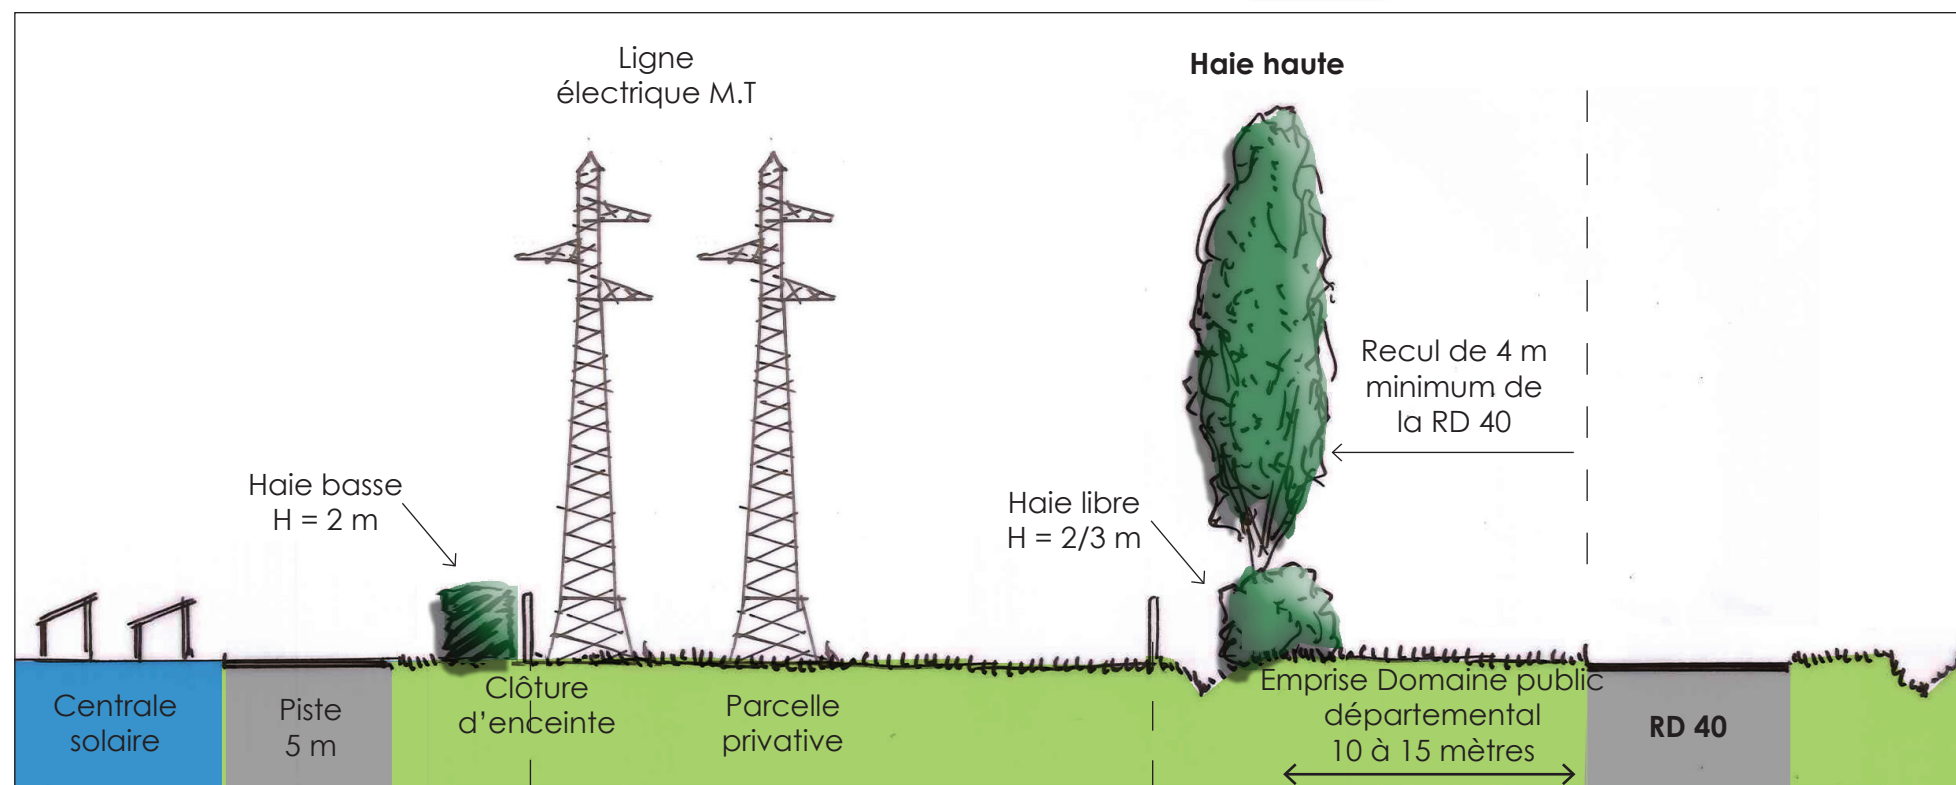 Ligne
électrique M.T
Haie haute
Recul de 4 m
minimum de
la RD 40
Haie basse
H = 2 m
Haie libre
H = 2/3 m
Centrale
solaire
Piste
5 m
Clôture
d'enceinte
Parcelle
privative
Emprise Domaine public
départemental
10 à 15 mètres
RD 40